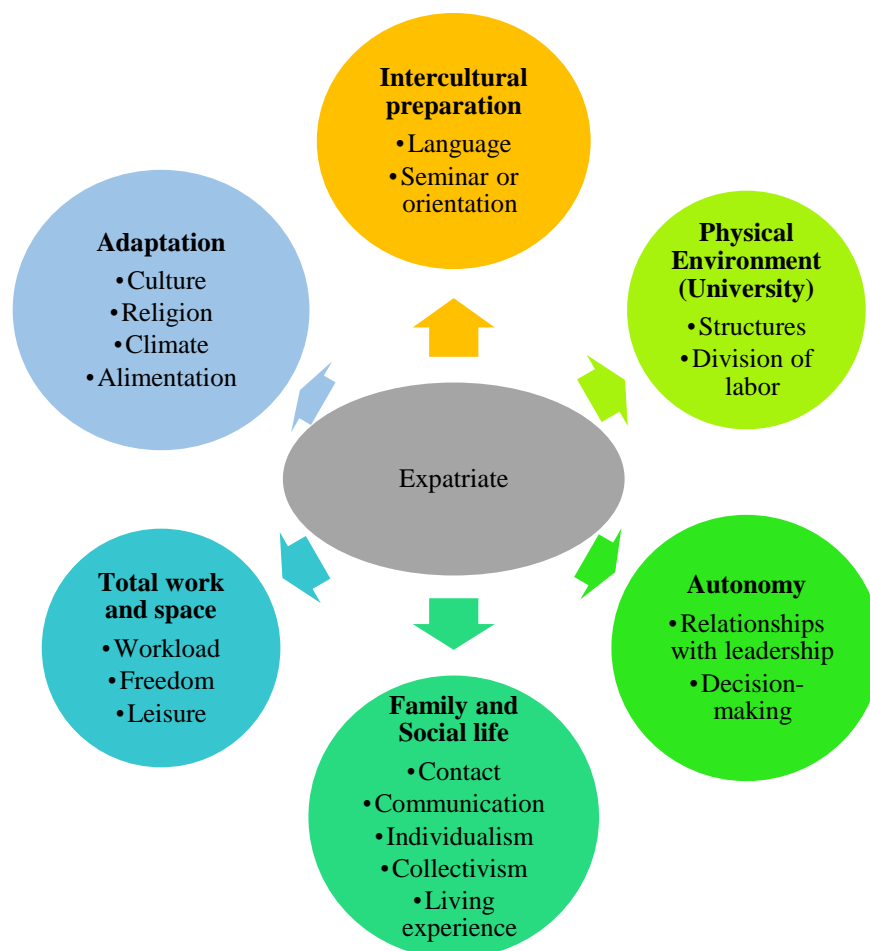 Intercultural
preparation
•Language
•Seminar or
orientation
Physical
Environment
(University)
•Structures
•Division of
labor
Autonomy
•Relationships
with leadership
•Decision-
making
Family and
Social life
•Contact
•Communication
•Individualism
•Collectivism
•Living
experience
Total work
and space
•Workload
•Freedom
•Leisure
Adaptation
•Culture
•Religion
•Climate
•Alimentation
Expatriate